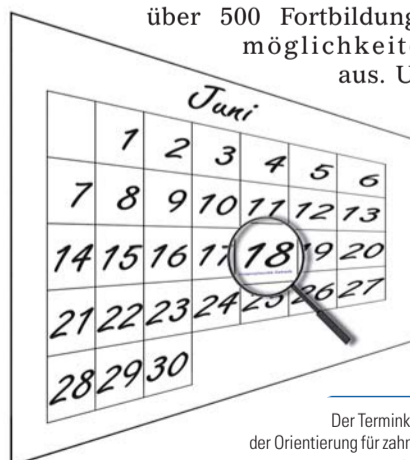 über 500 Fortbildung
möglichkeite
aus. U
Juni
1 2 3 4 5 6
7 8 9 10 11 12 13
14 15 16 17 18 19 20
21 22 23 24 25 26 27
28 29 30
Der Termink
der Orientierung für zahr